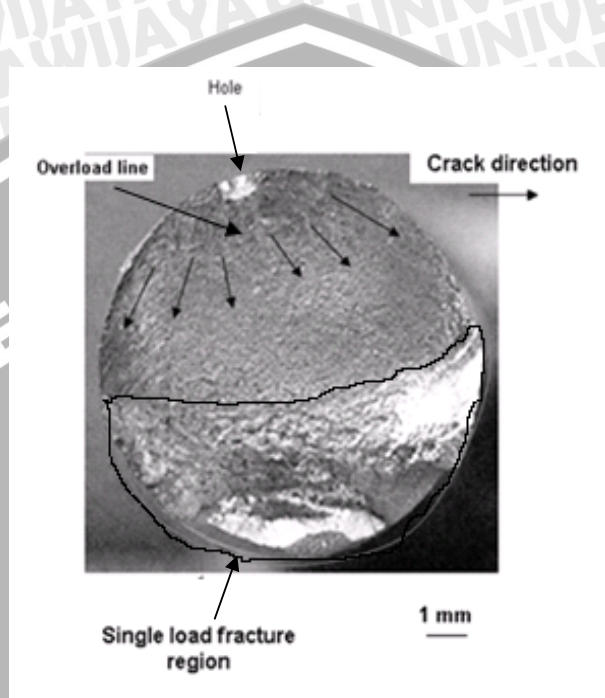 Hole
Overload line
Crack direction
1 mm
Single load fracture
region